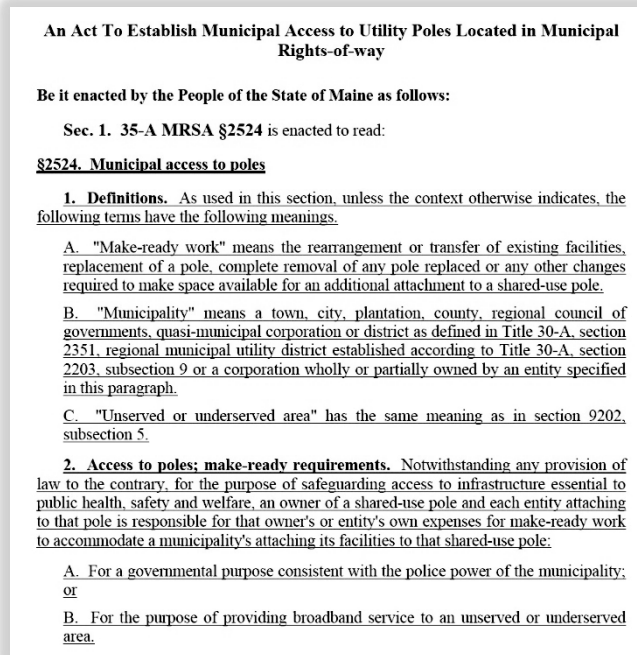 An Act To Establish Municipal Access to Utility Poles Located in Municipal
Rights-of-way
Be it enacted by the People of the State of Maine as follows:
Sec. 1. 35-A MRSA §2524 is enacted to read:
§2524. Municipal access to poles
1. Definitions. As used in this section, unless the context otherwise indicates, the
following terms have the following meanings.
A. "Make-ready work" means the rearrangement or transfer of existing facilities,
replacement of a pole, complete removal of any pole replaced or any other changes
required to make space available for an additional attachment to a shared-use pole.
B. "Municipality" means a town, city, plantation, county, regional council of
governments, quasi-municipal corporation or district as defined in Title 30-A, section
2351, regional municipal utility district established according to Title 30-A, section
2203, subsection 9 or a corporation wholly or partially owned by an entity specified
in this paragraph.
C. "Unserved or underserved area" has the same meaning as in section 9202,
subsection 5.
2. Access to poles; make-ready requirements. Notwithstanding any provision of
law to the contrary, for the purpose of safeguarding access to infrastructure essential to
public health, safety and welfare, an owner of a shared-use pole and each entity attaching
to that pole is responsible for that owner's or entity's own expenses for make-ready work
to accommodate a municipality's attaching its facilities to that shared-use pole:
A. For a governmental purpose consistent with the police power of the municipality;
or
B. For the purpose of providing broadband service to an unserved or underserved
area.